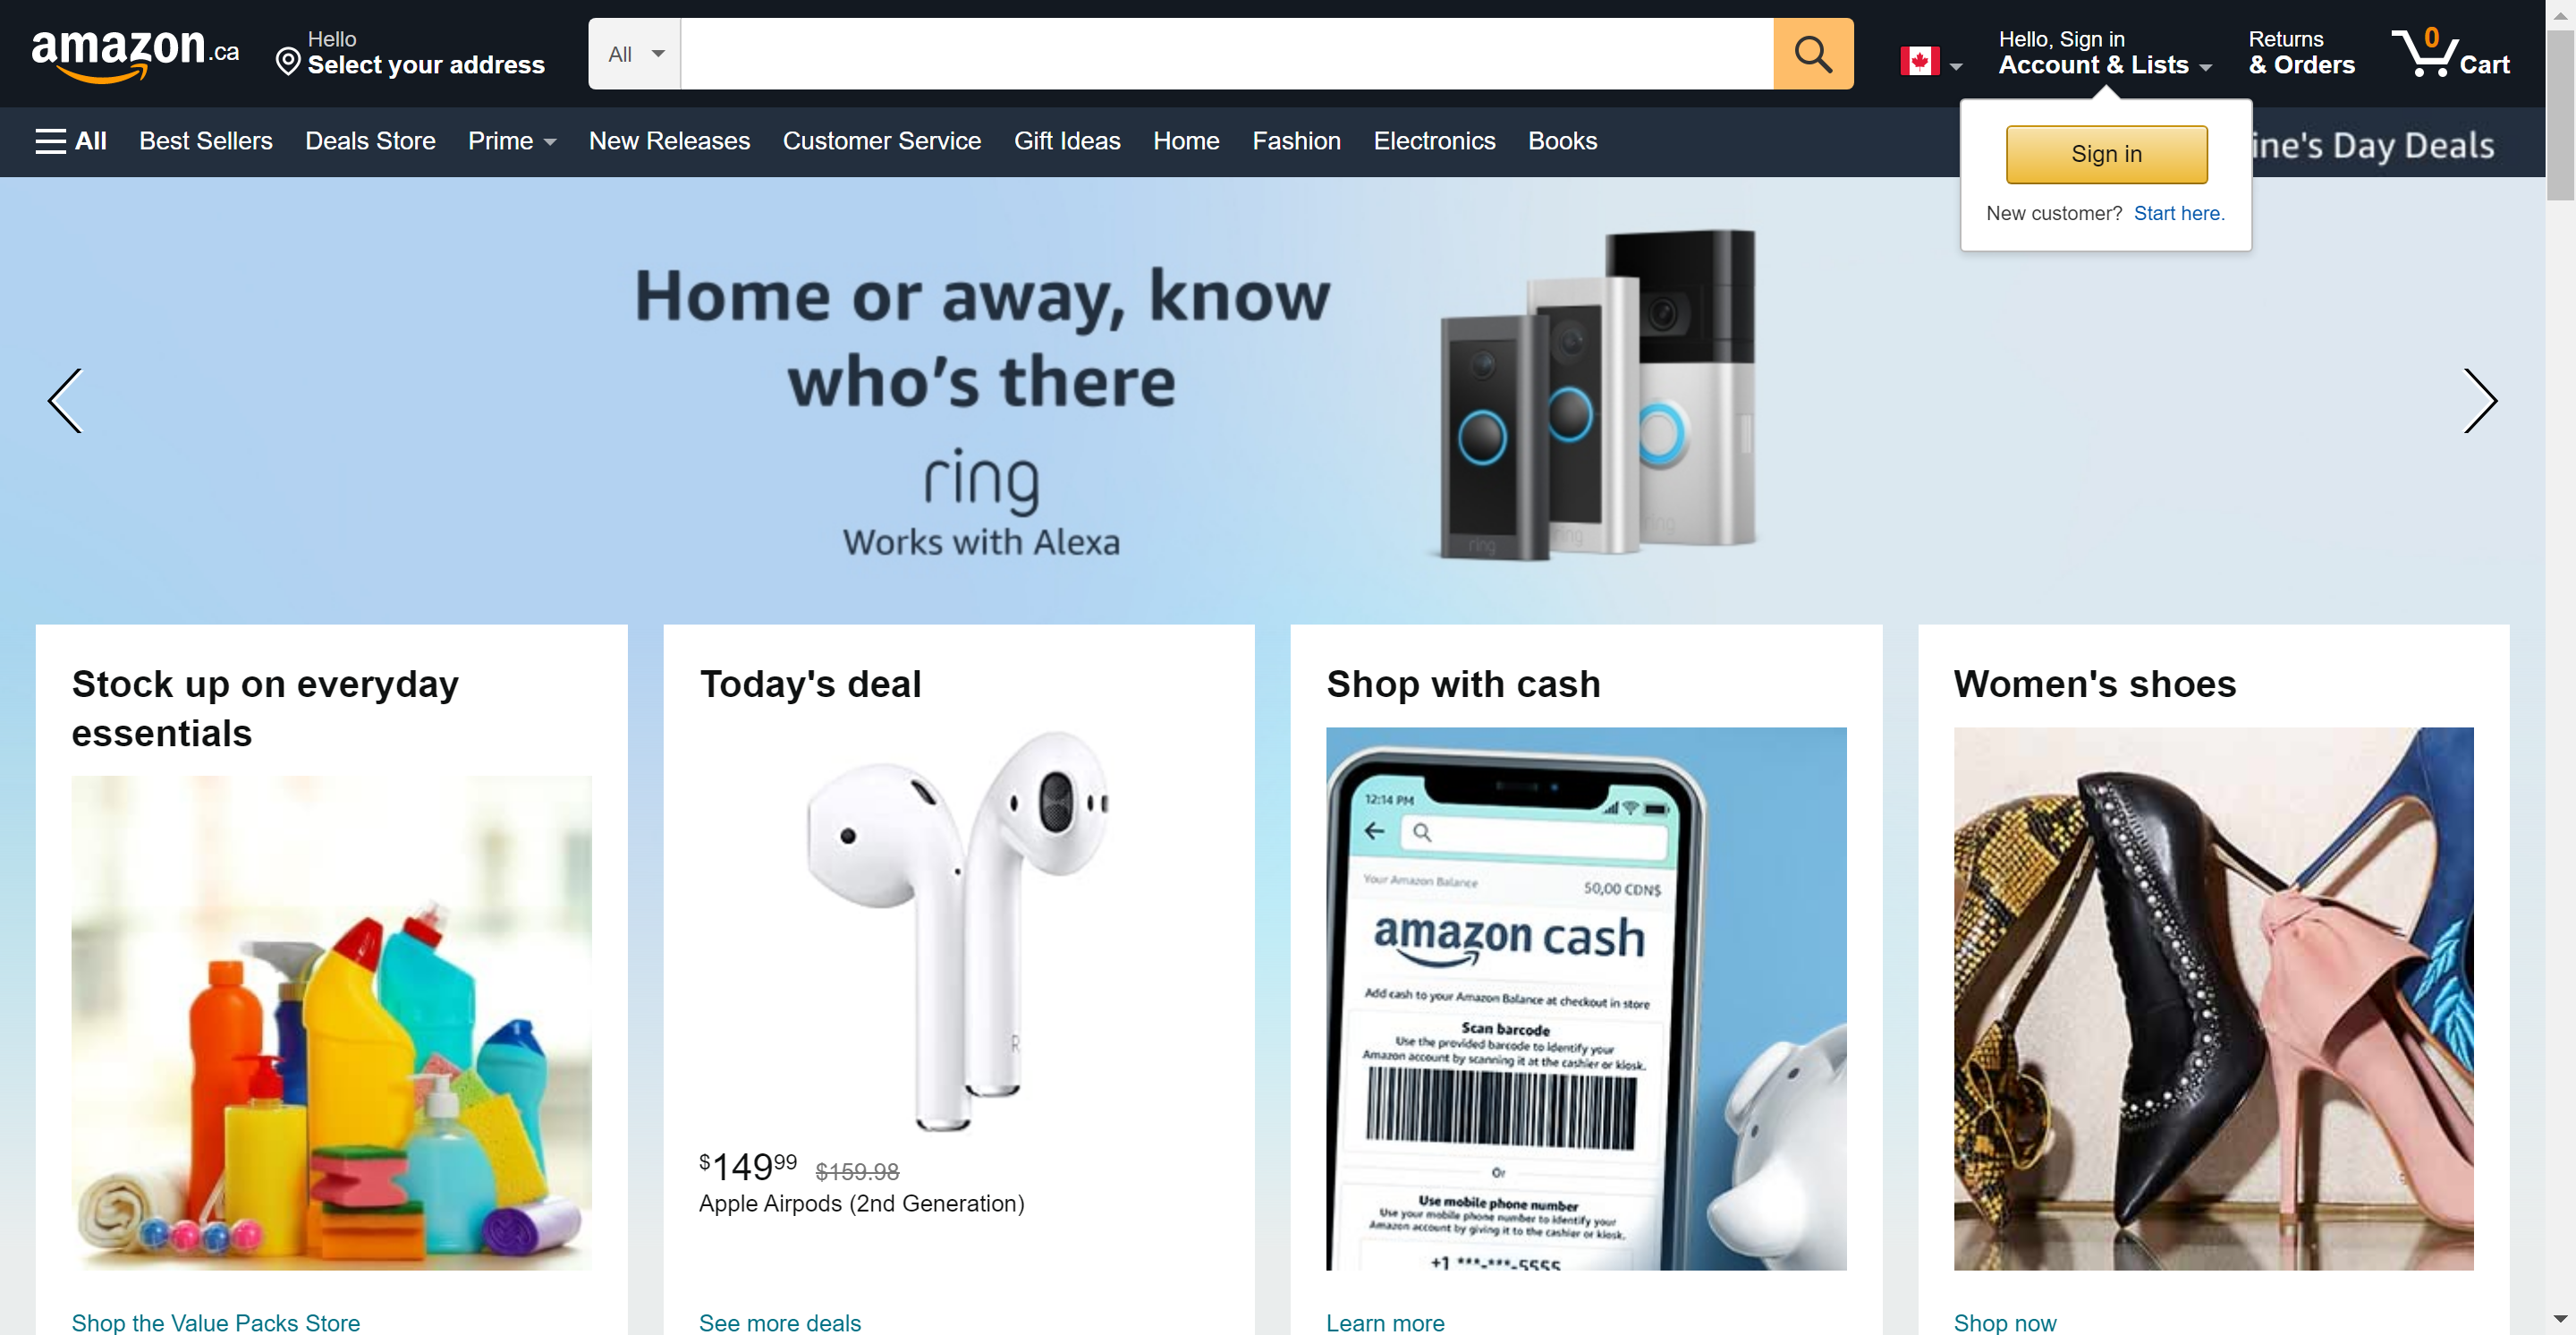 amazon.ca
Hello
Select your address
All
Hello, Sign in
Account & Lists
Returns
& Orders
0
Cart
All
Best Sellers
Deals Store
Prime
New Releases
Customer Service
Gift Ideas
Home
Fashion
Electronics
Books
ine's Day Deals
Sign in
New customer? Start here.
Home or away, know
who's there
ring
Works with Alexa
ring
ring
ring
Stock up on everyday
essentials
Shop the Value Packs Store
Today's deal
R
$14999 $159.98
Apple Airpods (2nd Generation)
See more deals
Shop with cash
12:14 PM
Your Amazon Balance 50,00 CDN$
amazon cash
Add cash to your Amazon Balance at checkout in store
Scan barcode
Use the provided barcode to identify your
Amazon account by scanning it at the cashier or kiosk.
Or
Use mobile phone number
Use your mobile phone number to identify your
Amazon account by giving it to the cashier or kiosk.
+1 ***-***-5555
Learn more
Women's shoes
Shop now